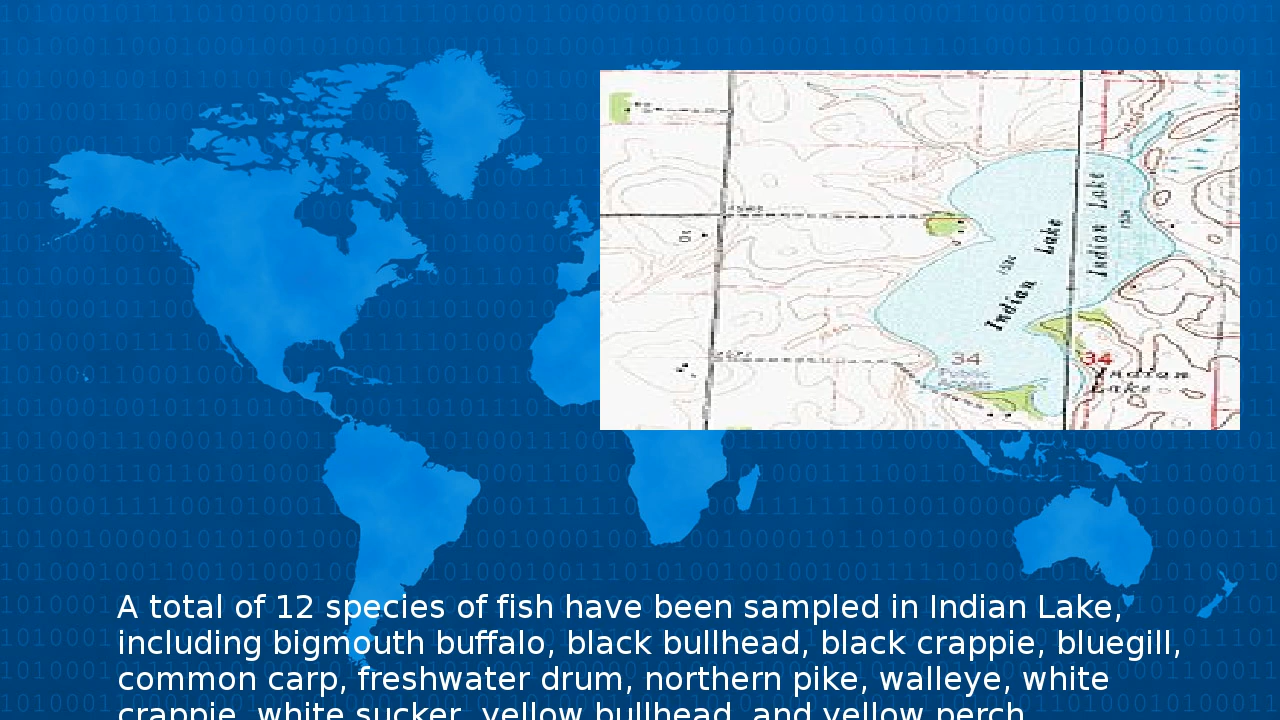 Indian Lake
Indian Lake
34
34
Indian
Lake
A total of 12 species of fish have been sampled in Indian Lake,
including bigmouth buffalo, black bullhead, black crappie, bluegill,
common carp, freshwater drum, northern pike, walleye, white
crappie, white sucker, yellow bullhead, and yellow perch